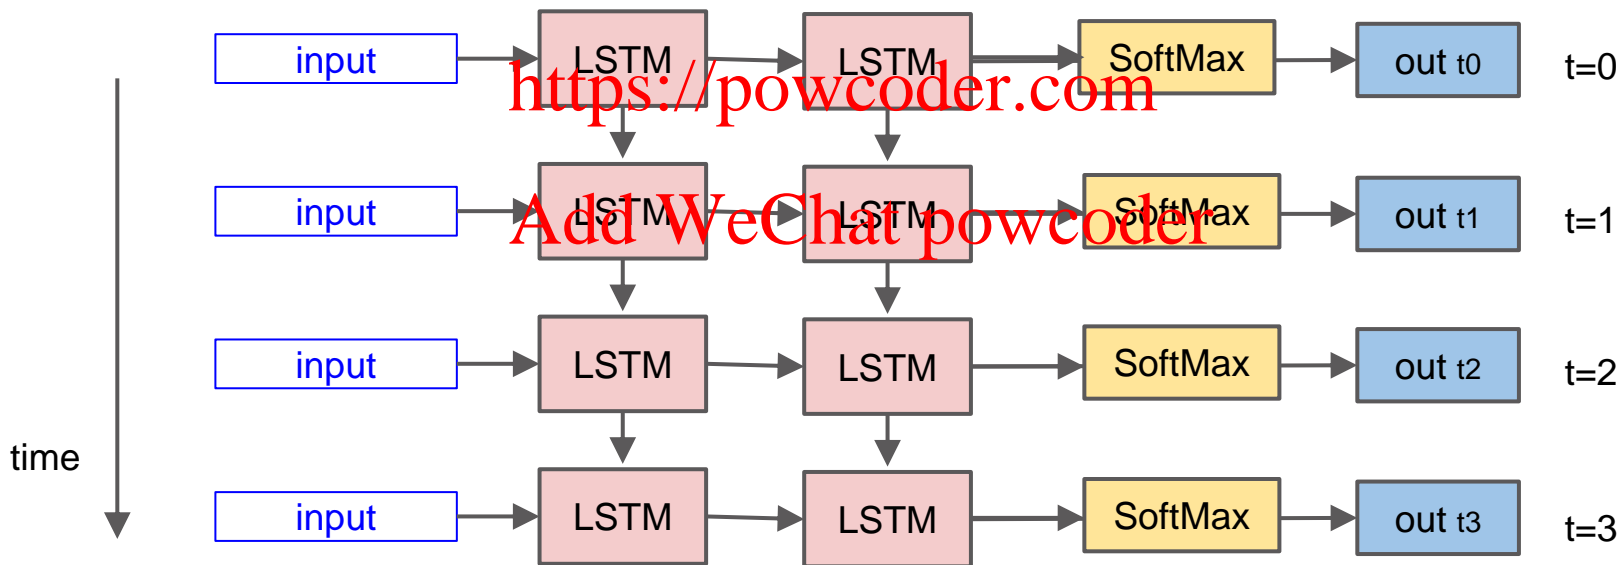 input LSTM LSTM SoftMax out t0 t=0
https://powcoder.com
input LSTM LSTM SoftMax out t1 t=1
Add WeChat powcoder
input LSTM LSTM SoftMax out t2 t=2
time
input LSTM LSTM SoftMax out t3 t=3